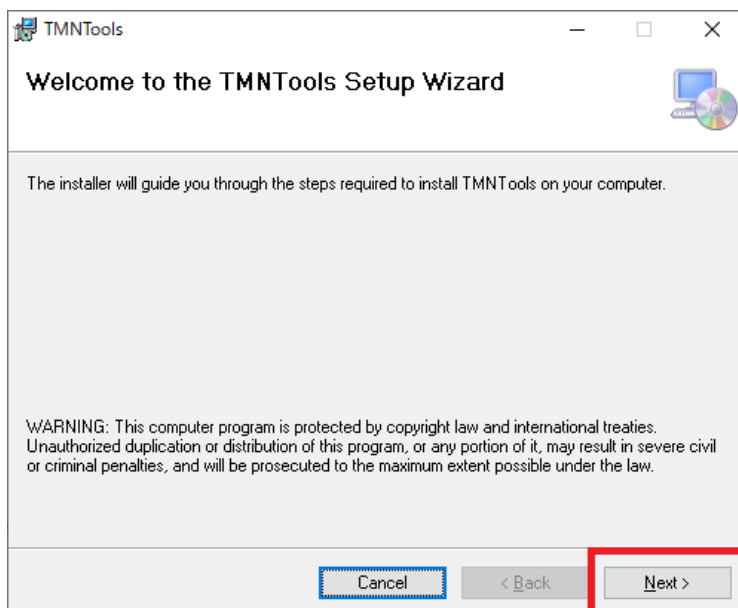 TMNTools
Welcome to the TMNTools Setup Wizard
The installer will guide you through the steps required to install TMNTools on your computer.
WARNING: This computer program is protected by copyright law and international treaties.
Unauthorized duplication or distribution of this program, or any portion of it, may result in severe civil
or criminal penalties, and will be prosecuted to the maximum extent possible under the law.
Cancel
< Back
Next >